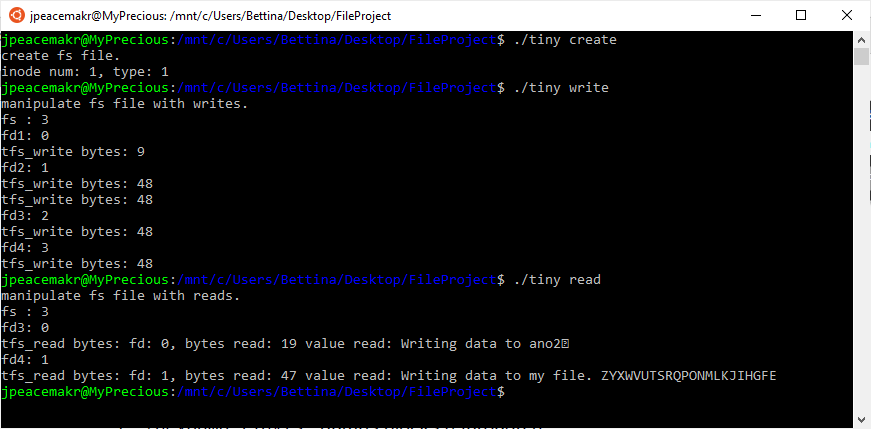 jpeacemakr@MyPrecious: /mnt/c/Users/Bettina/Desktop/FileProject
jpeacemakr@MyPrecious:/mnt/c/Users/Bettina/Desktop/FileProject$ ./tiny create
create fs file.
inode num: 1, type: 1
jpeacemakr@MyPrecious:/mnt/c/Users/Bettina/Desktop/FileProject$ ./tiny write
manipulate fs file with writes.
fs : 3
fd1: 0
tfs_write bytes: 9
fd2: 1
tfs_write bytes: 48
tfs_write bytes: 48
fd3: 2
tfs_write bytes: 48
fd4: 3
tfs_write bytes: 48
jpeacemakr@MyPrecious:/mnt/c/Users/Bettina/Desktop/FileProject$ ./tiny read
manipulate fs file with reads.
fs : 3
fd3: 0
tfs_read bytes: fd: 0, bytes read: 19 value read: Writing data to ano2
fd4: 1
tfs_read bytes: fd: 1, bytes read: 47 value read: Writing data to my file. ZYXWVUTSRQPONMLKJIHGFE
jpeacemakr@MyPrecious:/mnt/c/Users/Bettina/Desktop/FileProject$